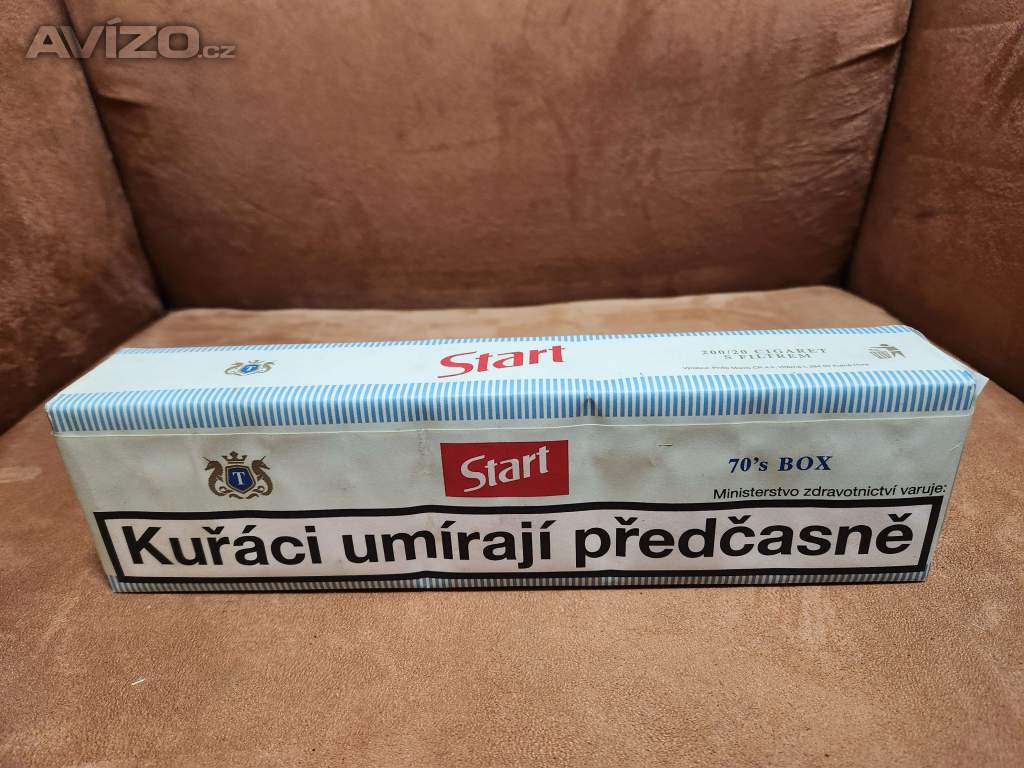 AVÍZO.cz
Start
200/20 CIGARET
S FILTREM
T
Start
70's BOX
Ministerstvo zdravotnictví varuje:
Kuřáci umírají předčasně